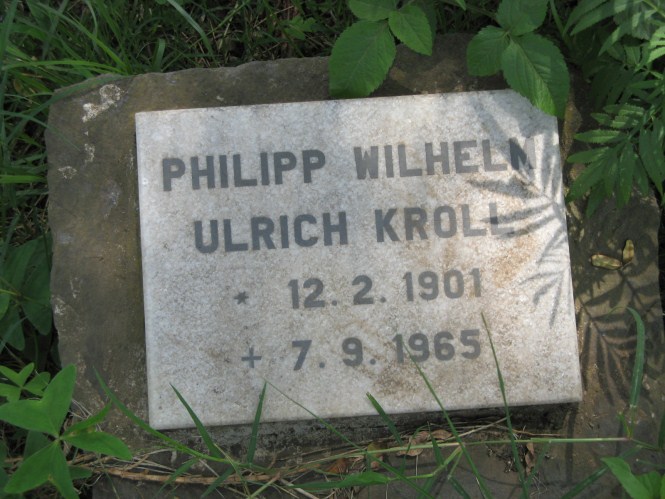 PHILIPP WILHELM
ULRICH KROLL
* 12. 2. 1901
+ 7. 9. 1965